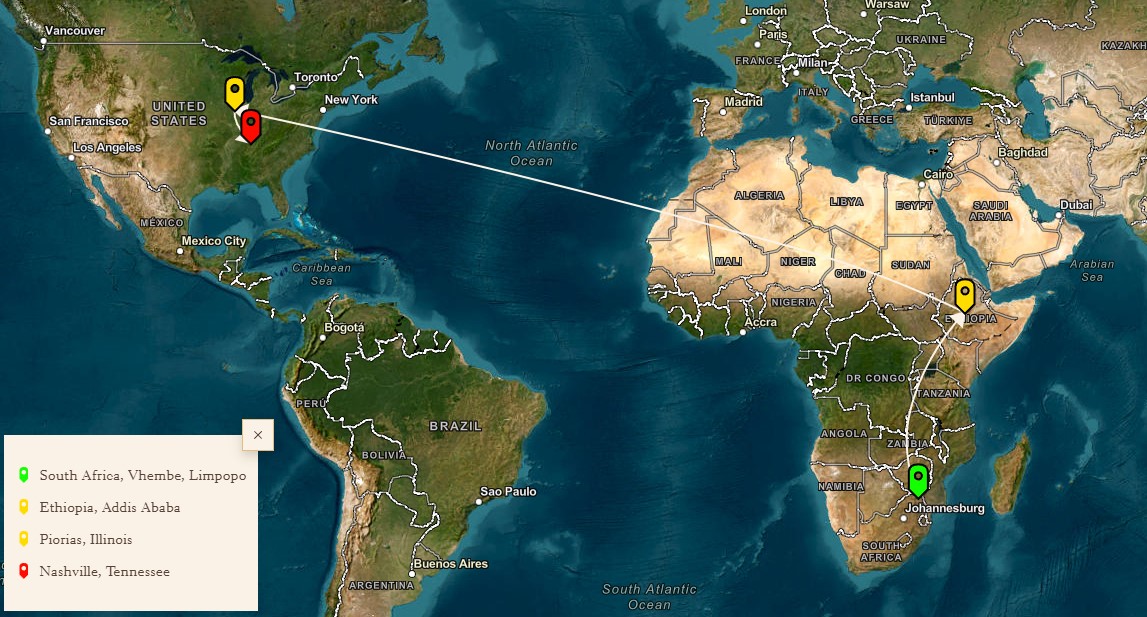 London
Warsaw
Vancouver
Paris
UKRAINE
KAZAKH
FRANCE
Milan
Toronto
ITALY
UNITED
STATES
New York
Madrid
Istanbul
GREECE
TÜRKIYE
San Francisco
Los Angeles
North Atlantic
Ocean
Baghdad
Cairo
ALGERIA
LIBYA
EGYPT
SAUDI
ARABIA
Dubai
MÉXICO
Mexico City
MALI
NIGER
CHAD
SUDAN
Caribbean
Sea
Arabian
Sea
NIGERIA
Accra
ETHIOPIA
Bogotá
DR CONGO
TANZANIA
PERÚ
BRAZIL
ANGOLA
ZAMBIA
BOLIVIA
NAMIBIA
Sao Paulo
Johannesburg
SOUTH
AFRICA
Buenos Aires
ARGENTINA
South Atlantic
Ocean
×
South Africa, Vhembe, Limpopo
Ethiopia, Addis Ababa
Piorias, Illinois
Nashville, Tennessee